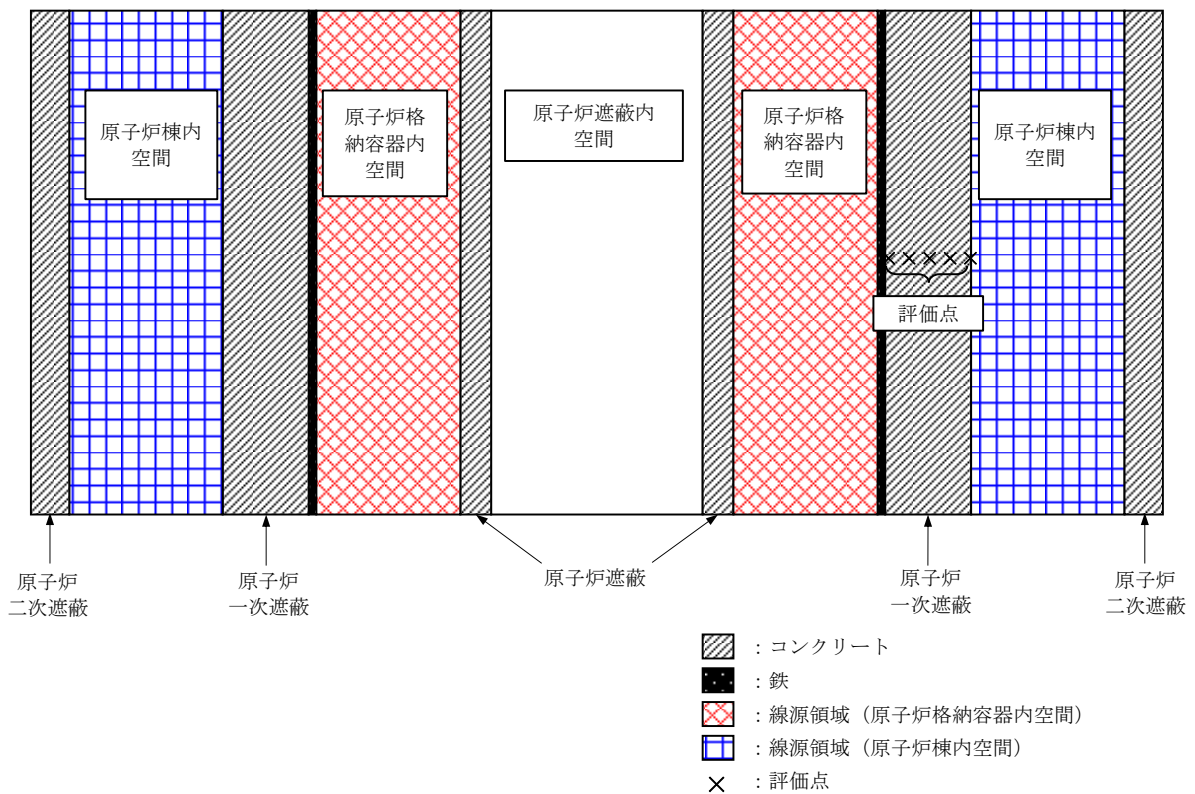 原子炉棟内
空間
原子炉格
納容器内
空間
原子炉遮蔽内
空間
原子炉格
納容器内
空間
原子炉棟内
空間
評価点
原子炉
二次遮蔽
原子炉
一次遮蔽
原子炉遮蔽
原子炉
一次遮蔽
原子炉
二次遮蔽
：コンクリート
：鉄
：線源領域（原子炉格納容器内空間）
：線源領域（原子炉棟内空間）
：評価点